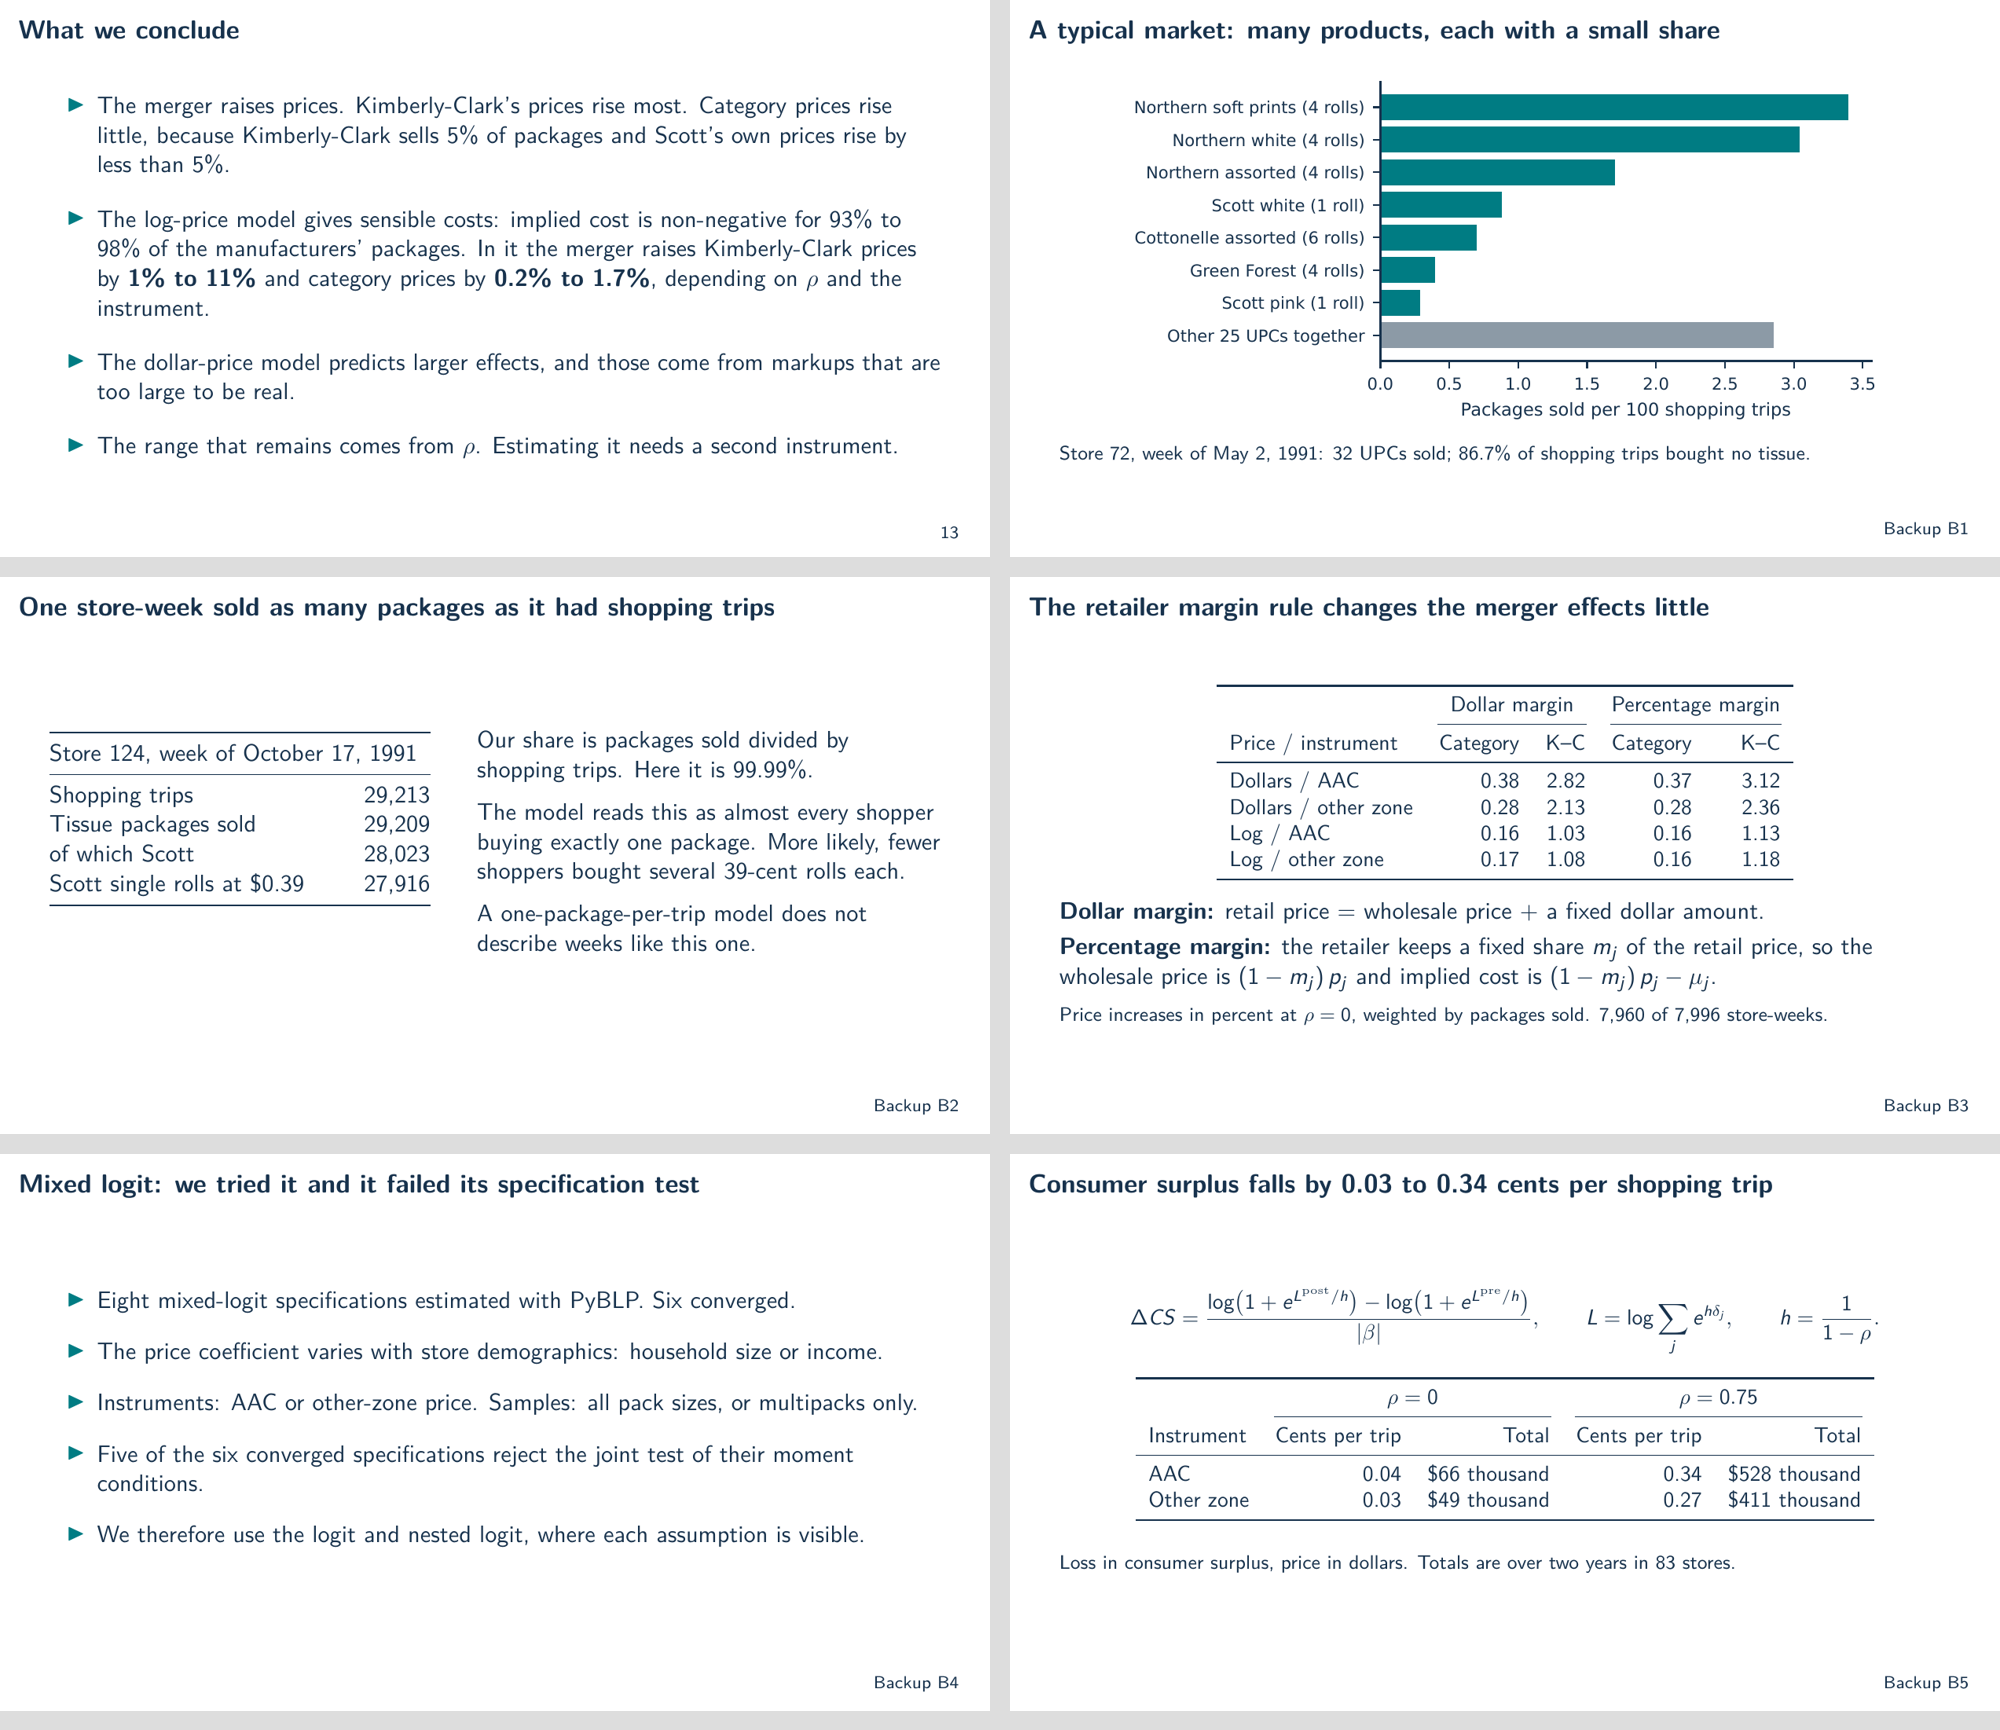 What we conclude
▶ The merger raises prices. Kimberly-Clark's prices rise most. Category prices rise
little, because Kimberly-Clark sells 5% of packages and Scott's own prices rise by
less than 5%.
▶ The log-price model gives sensible costs: implied cost is non-negative for 93% to
98% of the manufacturers' packages. In it the merger raises Kimberly-Clark prices
by 1% to 11% and category prices by 0.2% to 1.7%, depending on ρ and the
instrument.
▶ The dollar-price model predicts larger effects, and those come from markups that are
too large to be real.
▶ The range that remains comes from ρ. Estimating it needs a second instrument.
13
A typical market: many products, each with a small share
Northern soft prints (4 rolls)
Northern white (4 rolls)
Northern assorted (4 rolls)
Scott white (1 roll)
Cottonelle assorted (6 rolls)
Green Forest (4 rolls)
Scott pink (1 roll)
Other 25 UPCs together
0.0 0.5 1.0 1.5 2.0 2.5 3.0 3.5
Packages sold per 100 shopping trips
Store 72, week of May 2, 1991: 32 UPCs sold; 86.7% of shopping trips bought no tissue.
Backup B1
One store-week sold as many packages as it had shopping trips
Store 124, week of October 17, 1991
Shopping trips 29,213
Tissue packages sold 29,209
of which Scott 28,023
Scott single rolls at $0.39 27,916
Our share is packages sold divided by
shopping trips. Here it is 99.99%.
The model reads this as almost every shopper
buying exactly one package. More likely, fewer
shoppers bought several 39-cent rolls each.
A one-package-per-trip model does not
describe weeks like this one.
Backup B2
The retailer margin rule changes the merger effects little
Dollar margin Percentage margin
Price / instrument Category K–C Category K–C
Dollars / AAC 0.38 2.82 0.37 3.12
Dollars / other zone 0.28 2.13 0.28 2.36
Log / AAC 0.16 1.03 0.16 1.13
Log / other zone 0.17 1.08 0.16 1.18
Dollar margin: retail price = wholesale price + a fixed dollar amount.
Percentage margin: the retailer keeps a fixed share m_j of the retail price, so the
wholesale price is (1 − m_j) p_j and implied cost is (1 − m_j) p_j − μ_j.
Price increases in percent at ρ = 0, weighted by packages sold. 7,960 of 7,996 store-weeks.
Backup B3
Mixed logit: we tried it and it failed its specification test
▶ Eight mixed-logit specifications estimated with PyBLP. Six converged.
▶ The price coefficient varies with store demographics: household size or income.
▶ Instruments: AAC or other-zone price. Samples: all pack sizes, or multipacks only.
▶ Five of the six converged specifications reject the joint test of their moment
conditions.
▶ We therefore use the logit and nested logit, where each assumption is visible.
Backup B4
Consumer surplus falls by 0.03 to 0.34 cents per shopping trip
ΔCS = (log(1 + e^{L^post/h}) − log(1 + e^{L^pre/h})) / |β|, L = log ∑_j e^{hδ_j}, h = 1 / (1 − ρ).
ρ = 0 ρ = 0.75
Instrument Cents per trip Total Cents per trip Total
AAC 0.04 $66 thousand 0.34 $528 thousand
Other zone 0.03 $49 thousand 0.27 $411 thousand
Loss in consumer surplus, price in dollars. Totals are over two years in 83 stores.
Backup B5